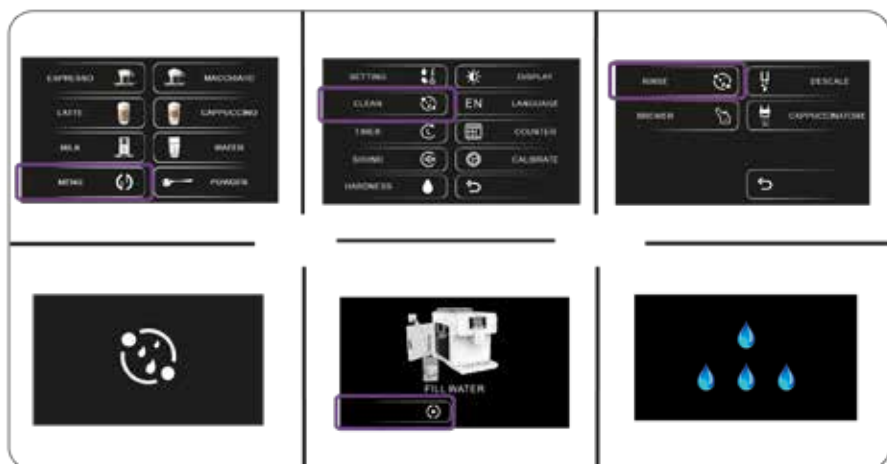 ESPRESSO MACCHIATO
LATTE CAPPUCCINO
MILK WATER
MENU POWDER
SETTING DISPLAY
CLEAN EN LANGUAGE
TIMER COUNTER
SOUND CALIBRATE
HARDNESS
RINSE DESCALE
BREWER CAPPUCCINATORE
FILL WATER